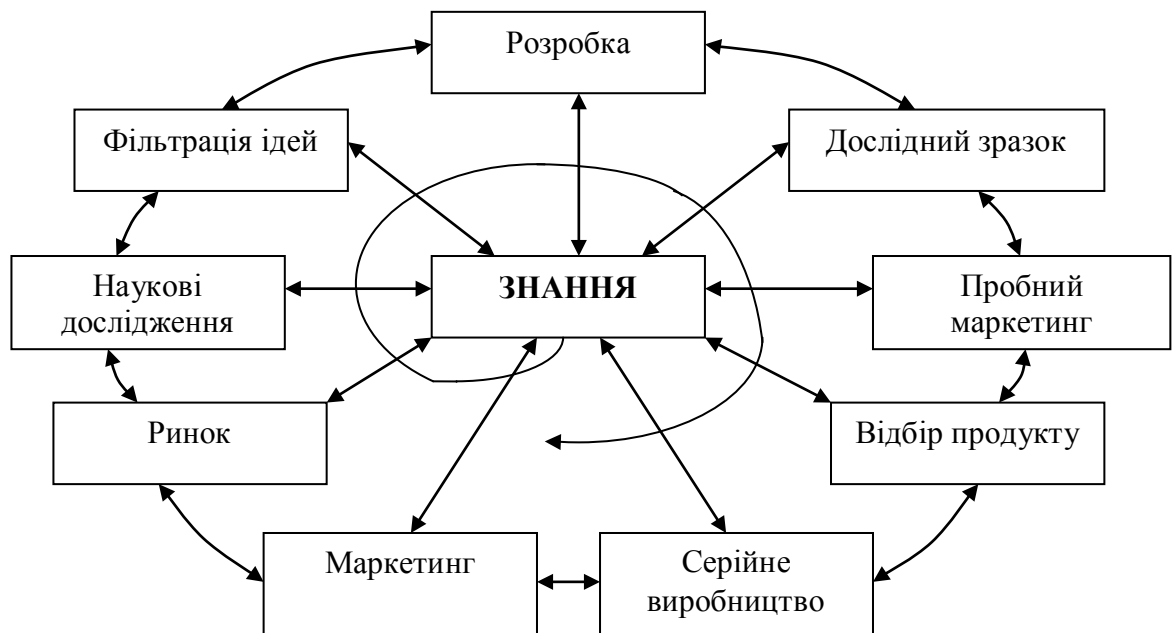 Розробка
Фільтрація ідей
Дослідний зразок
Наукові
дослідження
ЗНАННЯ
Пробний
маркетинг
Ринок
Відбір продукту
Маркетинг
Серійне
виробництво